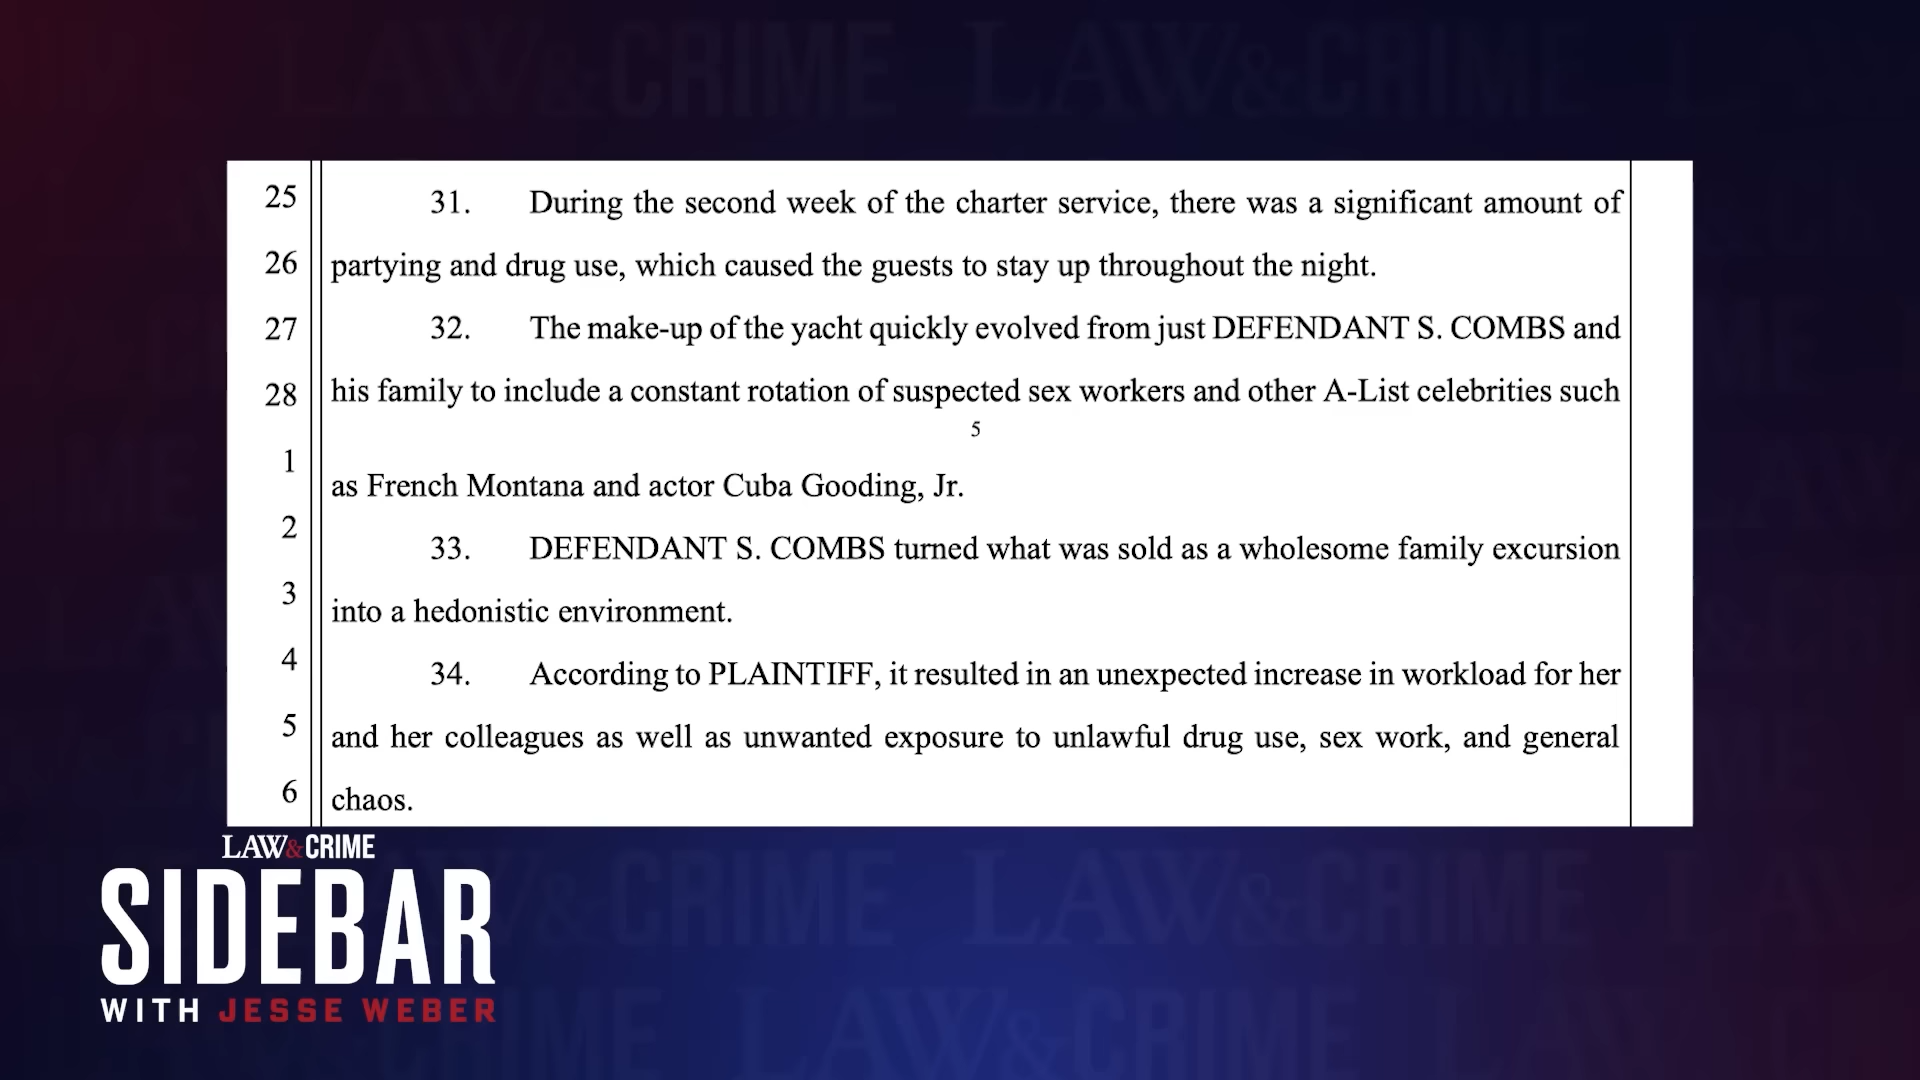 25 31. During the second week of the charter service, there was a significant amount of
26 partying and drug use, which caused the guests to stay up throughout the night.
27 32. The make-up of the yacht quickly evolved from just DEFENDANT S. COMBS and
28 his family to include a constant rotation of suspected sex workers and other A-List celebrities such
5
1 as French Montana and actor Cuba Gooding, Jr.
2 33. DEFENDANT S. COMBS turned what was sold as a wholesome family excursion
3 into a hedonistic environment.
4 34. According to PLAINTIFF, it resulted in an unexpected increase in workload for her
5 and her colleagues as well as unwanted exposure to unlawful drug use, sex work, and general
6 chaos.
LAW&CRIME
SIDEBAR
WITH JESSE WEBER